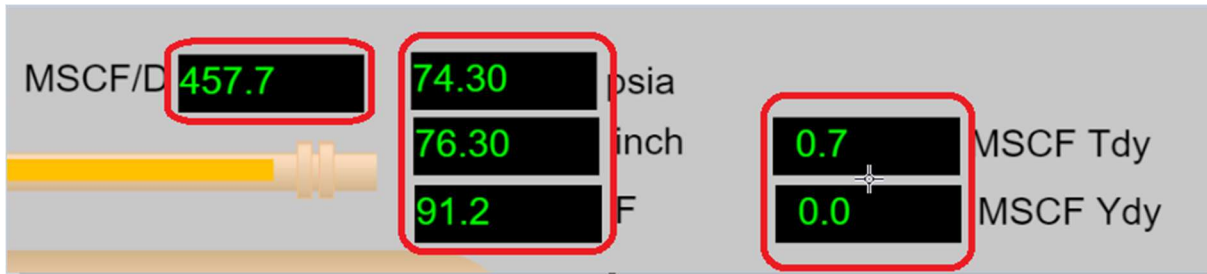 MSCF/D 457.7 74.30 psia
76.30 inch 0.7 MSCF Tdy
91.2 F 0.0 MSCF Ydy